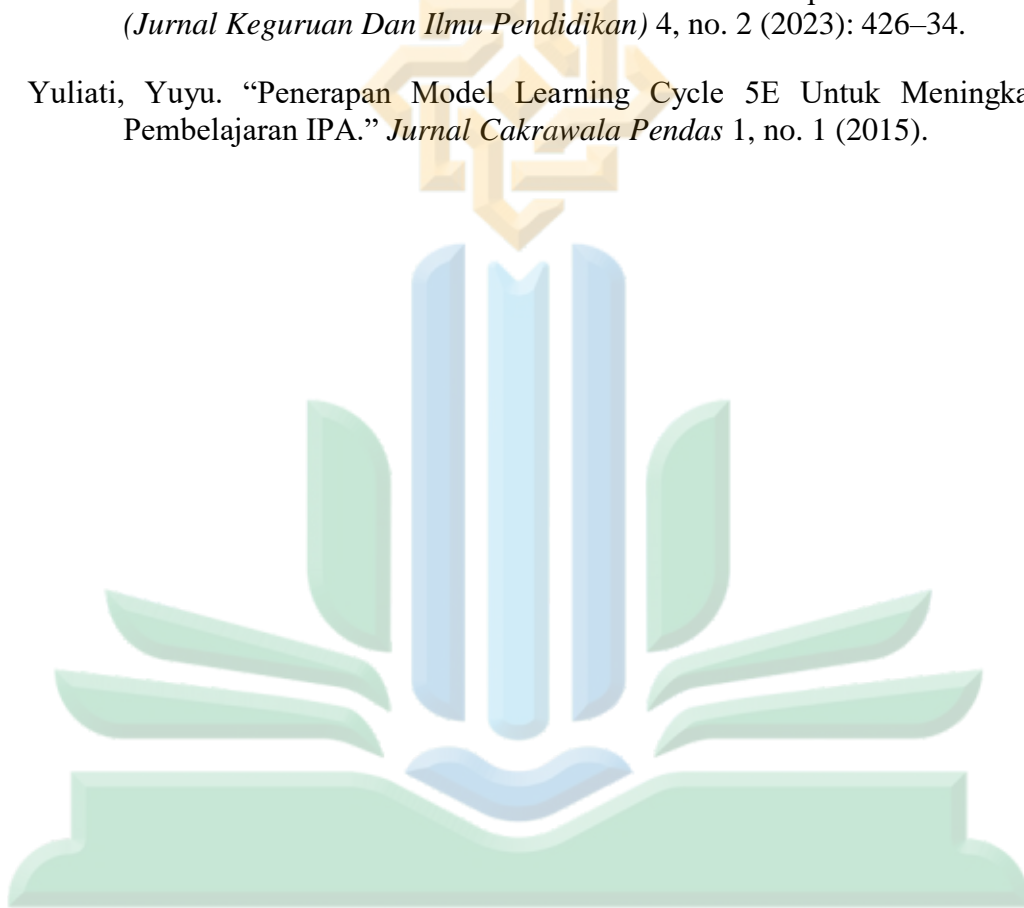 (Jurnal Keguruan Dan Ilmu Pendidikan) 4, no. 2 (2023): 426–34.
Yuliati, Yuyu. “Penerapan Model Learning Cycle 5E Untuk
Pembelajaran IPA.” Jurnal Cakrawala Pendas 1, no. 1 (2015).